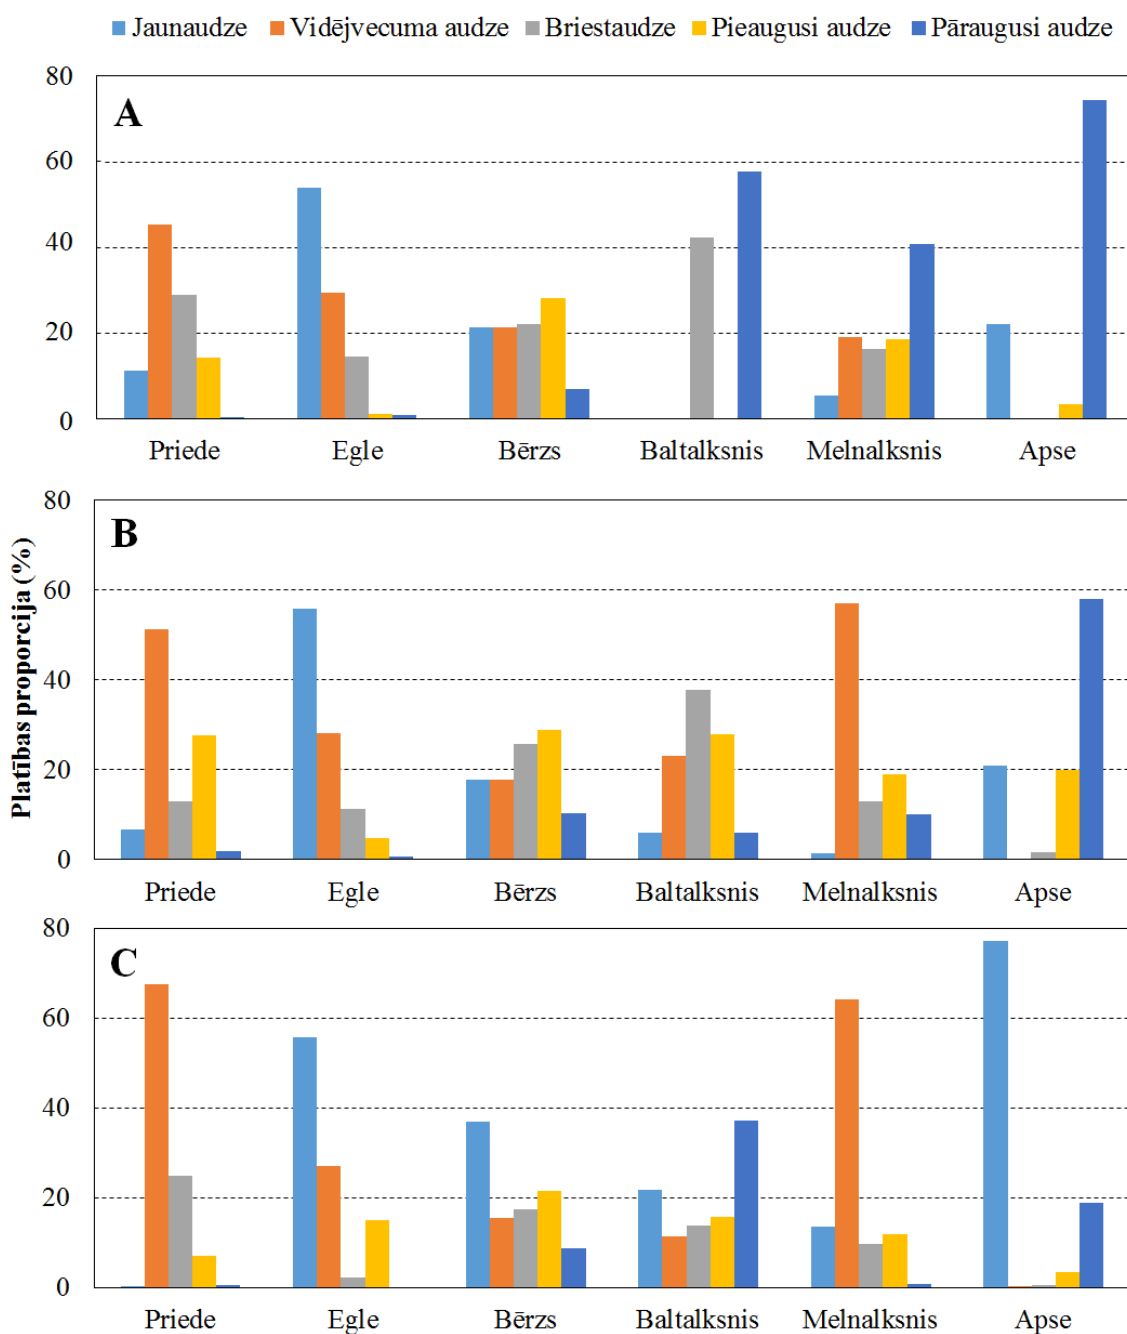 Jaunaudze Vidējvecuma audze Briestaudze Pieaugusi audze Pāraugusi audze
A
80
60
40
20
0
Priede Egle Bērzs Baltalksnis Melnalksnis Apse
Platības proporcija (%)
B
80
60
40
20
0
Priede Egle Bērzs Baltalksnis Melnalksnis Apse
C
80
60
40
20
0
Priede Egle Bērzs Baltalksnis Melnalksnis Apse